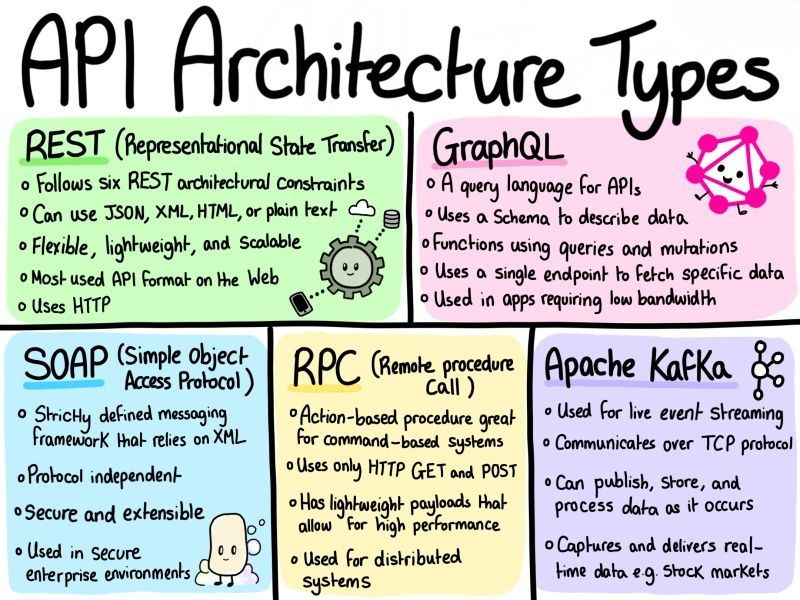 API Architecture Types
REST (Representational State Transfer)
○ Follows six REST architectural constraints
○ Can use JSON, XML, HTML, or plain text
○ Flexible, lightweight, and scalable
○ Most used API format on the Web
○ Uses HTTP
GraphQL
○ A query language for APIs
○ Uses a Schema to describe data
○ Functions using queries and mutations
○ Uses a single endpoint to fetch specific data
○ Used in apps requiring low bandwidth
SOAP (Simple Object
Access Protocol)
○ Strictly defined messaging
framework that relies on XML
○ Protocol independent
○ Secure and extensible
○ Used in secure
enterprise environments
RPC (Remote procedure
Call)
○ Action-based procedure great
for command-based systems
○ Uses only HTTP GET and POST
○ Has lightweight payloads that
allow for high performance
○ Used for distributed
systems
Apache Kafka
○ Used for live event streaming
○ Communicates over TCP protocol
○ Can publish, store, and
process data as it occurs
○ Captures and delivers real-
time data e.g. stock markets